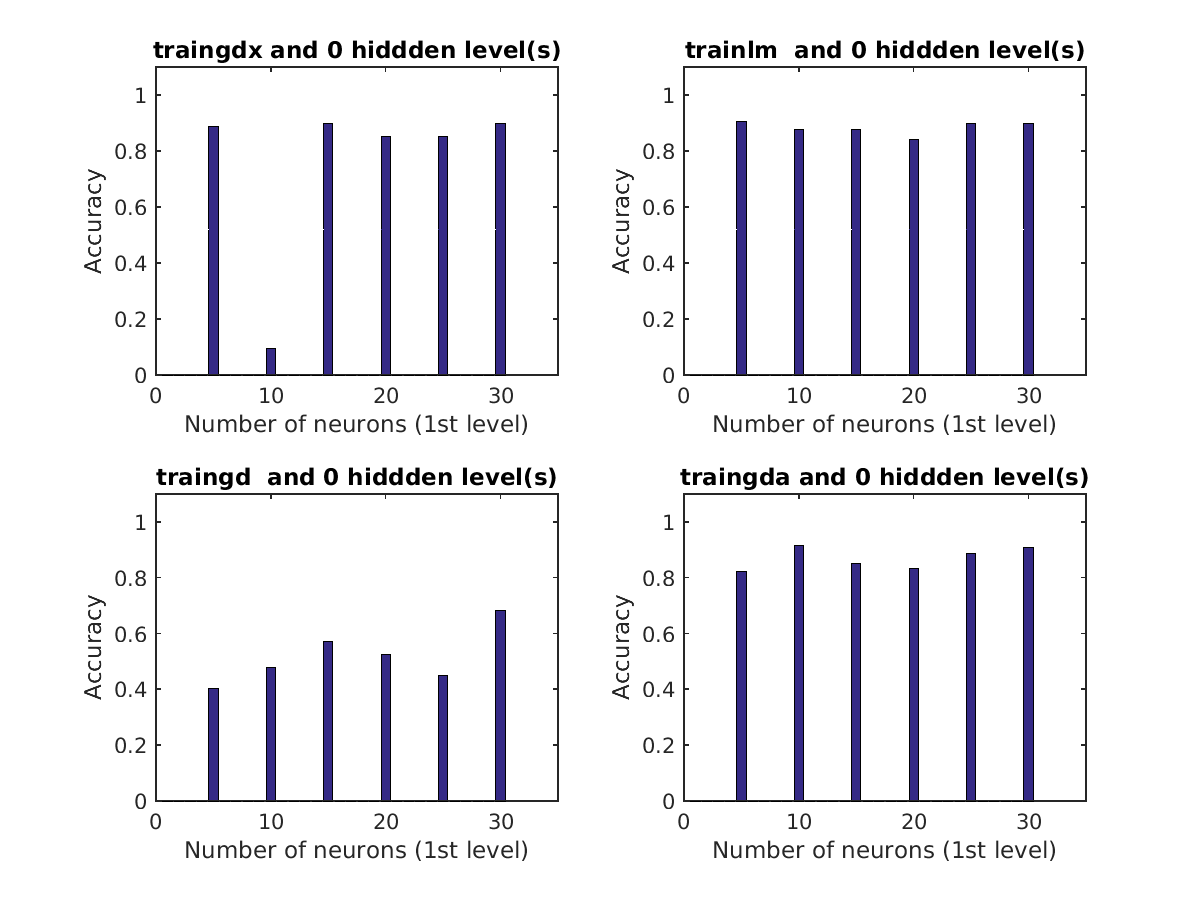 traingdx and 0 hiddden level(s)
1
0.8
0.6
0.4
0.2
0
Accuracy
0 10 20 30
Number of neurons (1st level)
trainlm and 0 hiddden level(s)
1
0.8
0.6
0.4
0.2
0
Accuracy
0 10 20 30
Number of neurons (1st level)
traingd and 0 hiddden level(s)
1
0.8
0.6
0.4
0.2
0
Accuracy
0 10 20 30
Number of neurons (1st level)
traingda and 0 hiddden level(s)
1
0.8
0.6
0.4
0.2
0
Accuracy
0 10 20 30
Number of neurons (1st level)